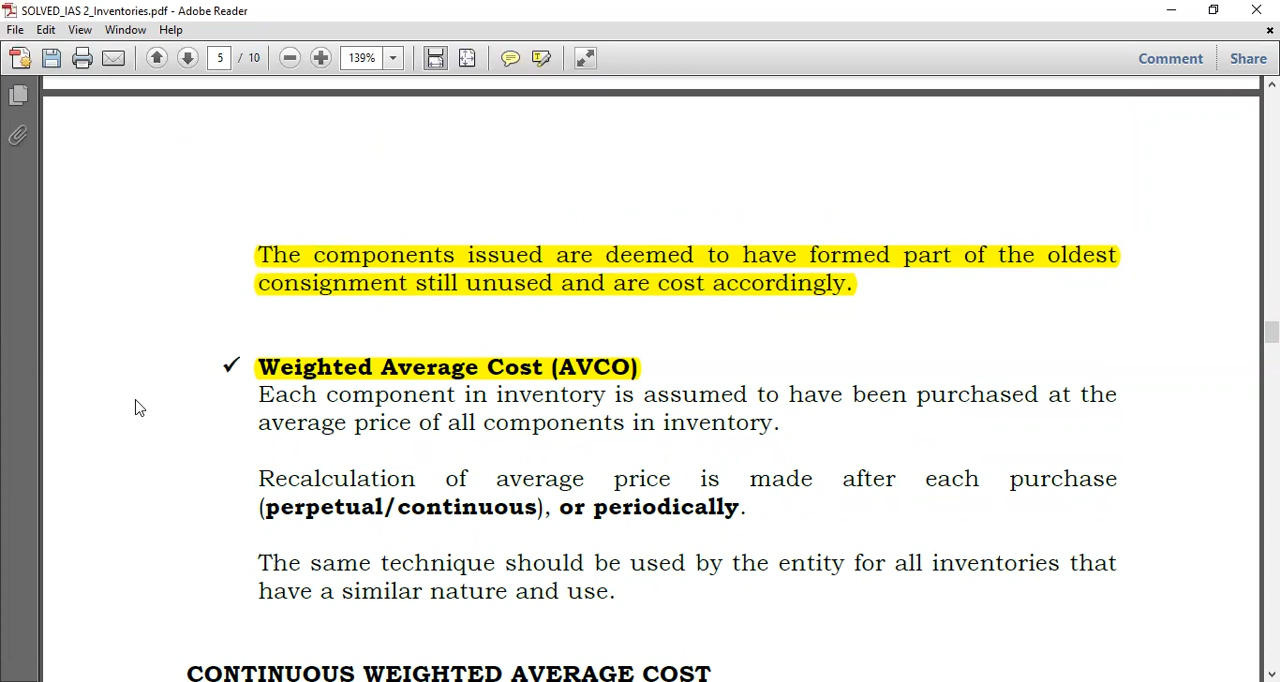 SOLVED_IAS 2_Inventories.pdf - Adobe Reader
File Edit View Window Help
5 / 10 139% Comment Share
The components issued are deemed to have formed part of the oldest
consignment still unused and are cost accordingly.
✓ Weighted Average Cost (AVCO)
Each component in inventory is assumed to have been purchased at the
average price of all components in inventory.
Recalculation of average price is made after each purchase
(perpetual/continuous), or periodically.
The same technique should be used by the entity for all inventories that
have a similar nature and use.
CONTINUOUS WEIGHTED AVERAGE COST